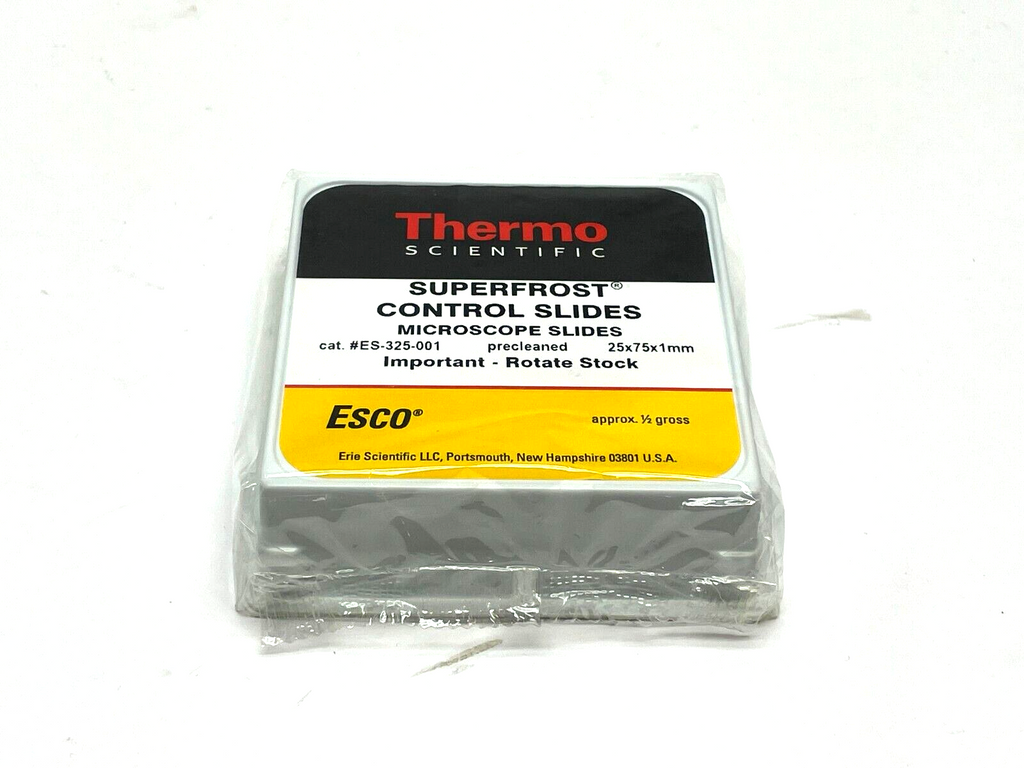 Thermo
SCIENTIFIC
SUPERFROST®
CONTROL SLIDES
MICROSCOPE SLIDES
cat. #ES-325-001 precleaned 25x75x1mm
Important - Rotate Stock
ESCO® approx. ½ gross
Erie Scientific LLC, Portsmouth, New Hampshire 03801 U.S.A.